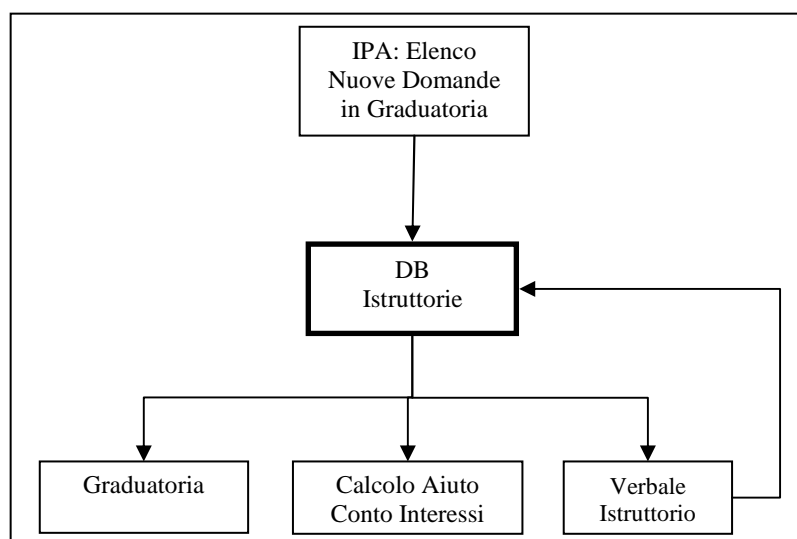 IPA: Elenco
Nuove Domande
in Graduatoria
DB
Istruttorie
Graduatoria
Calcolo Aiuto
Conto Interessi
Verbale
Istruttorio